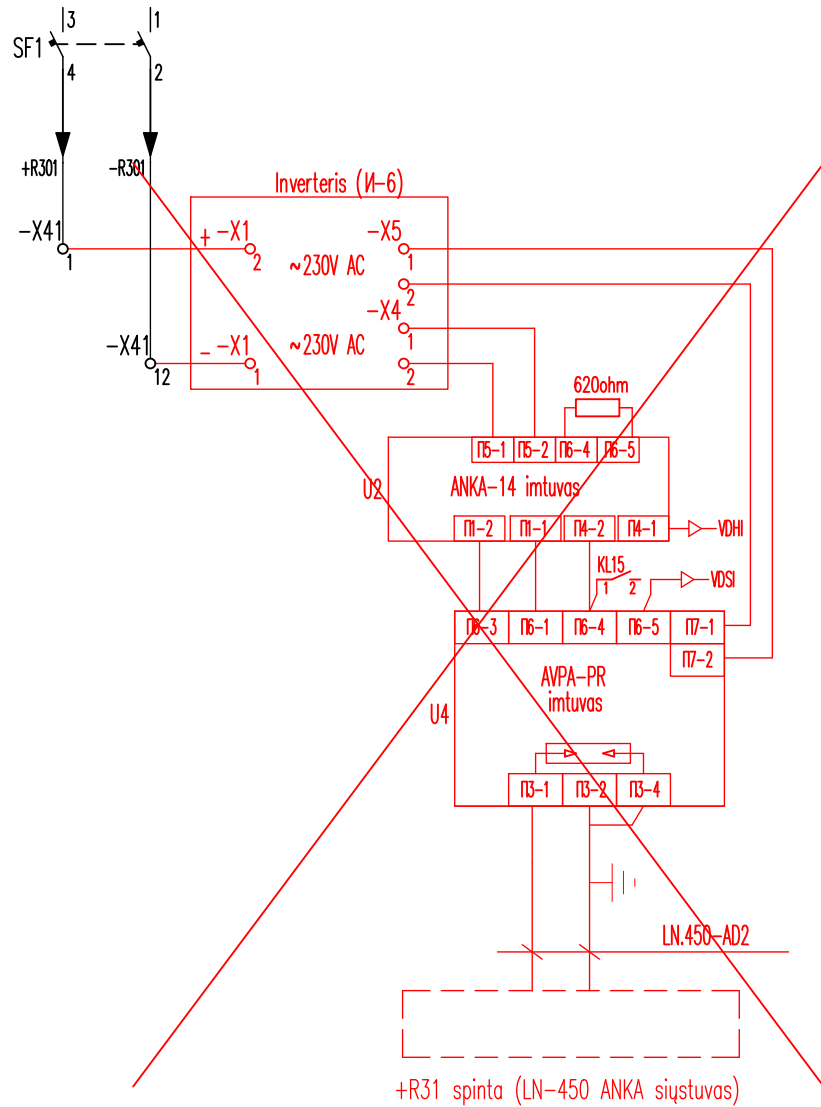 3 1
SF1
4 2
+R301 -R301
Inverteris (И-6)
-X41 + -X1 -X5
1 2 ~230V AC 1
2
-X4
-X41 - -X1 ~230V AC 1
12 1 2
620ohm
П5-1 П5-2 П6-4 П6-5
U2 ANKA-14 imtuvas
П1-2 П1-1 П4-2 П4-1 VDHI
KL15
1 2 VDSI
П6-3 П6-1 П6-4 П6-5 П7-1
П7-2
AVPA-PR
imtuvas
U4
П3-1 П3-2 П3-4
LN.450-AD2
+R31 spinta (LN-450 ANKA siųstuvas)